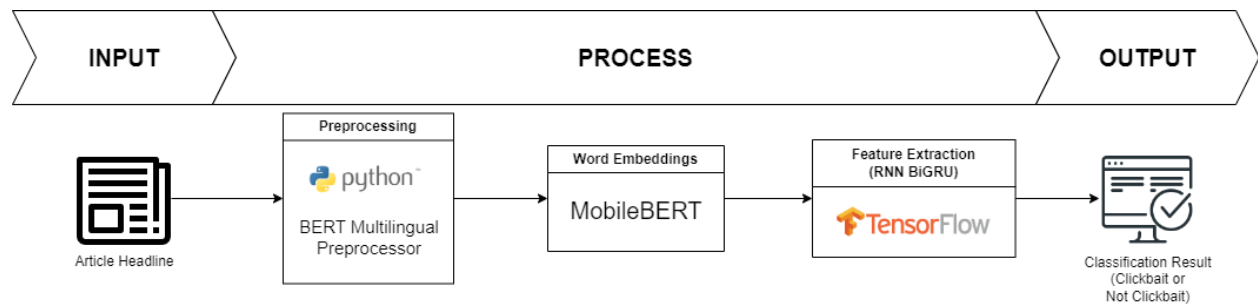 INPUT
PROCESS
OUTPUT
Article Headline
Preprocessing
python™
BERT Multilingual
Preprocessor
Word Embeddings
MobileBERT
Feature Extraction
(RNN BiGRU)
TensorFlow
Classification Result
(Clickbait or
Not Clickbait)